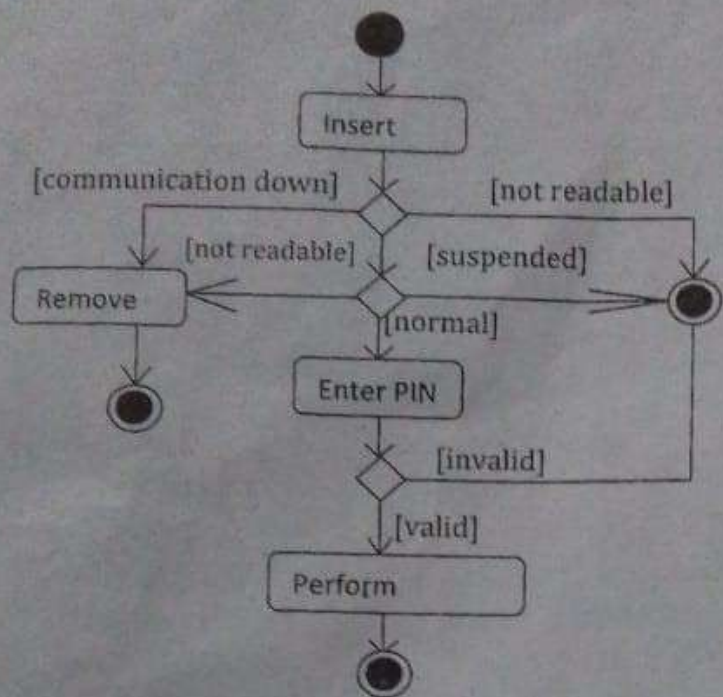 Insert
[communication down]
[not readable]
[not readable]
[suspended]
Remove
[normal]
Enter PIN
[invalid]
[valid]
Perform